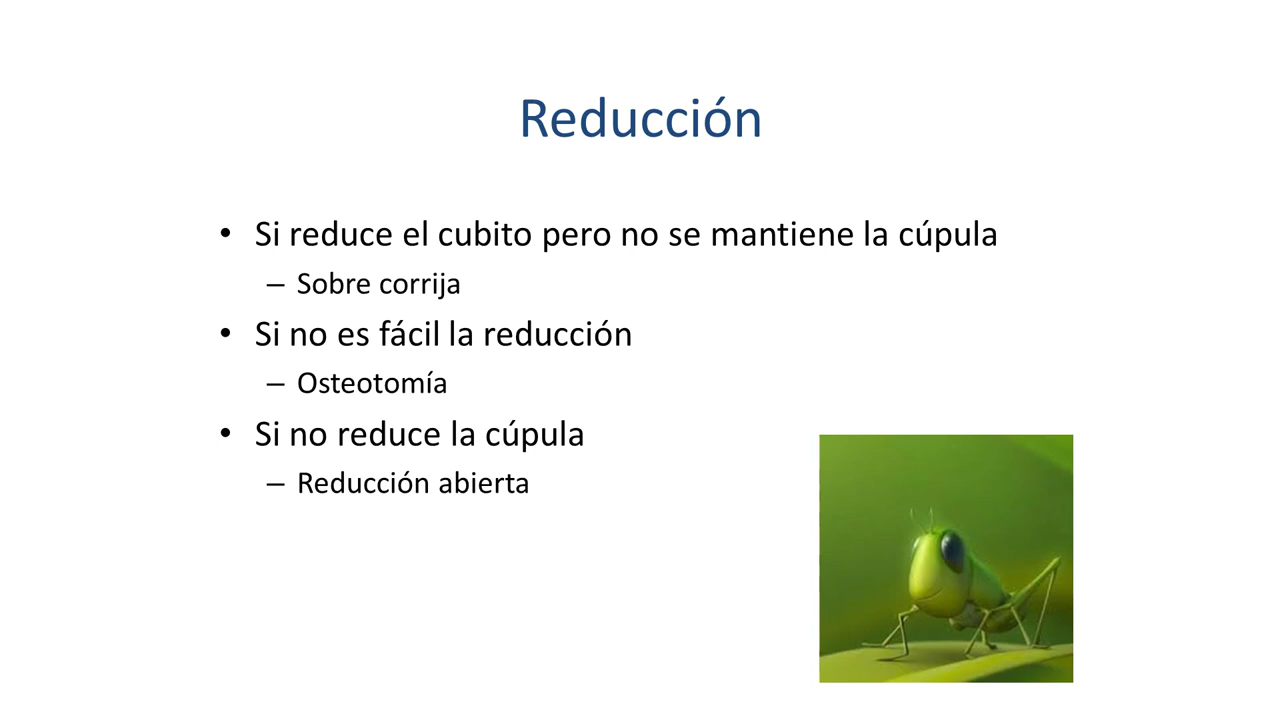 Reducción
• Si reduce el cubito pero no se mantiene la cúpula
– Sobre corrija
• Si no es fácil la reducción
– Osteotomía
• Si no reduce la cúpula
– Reducción abierta